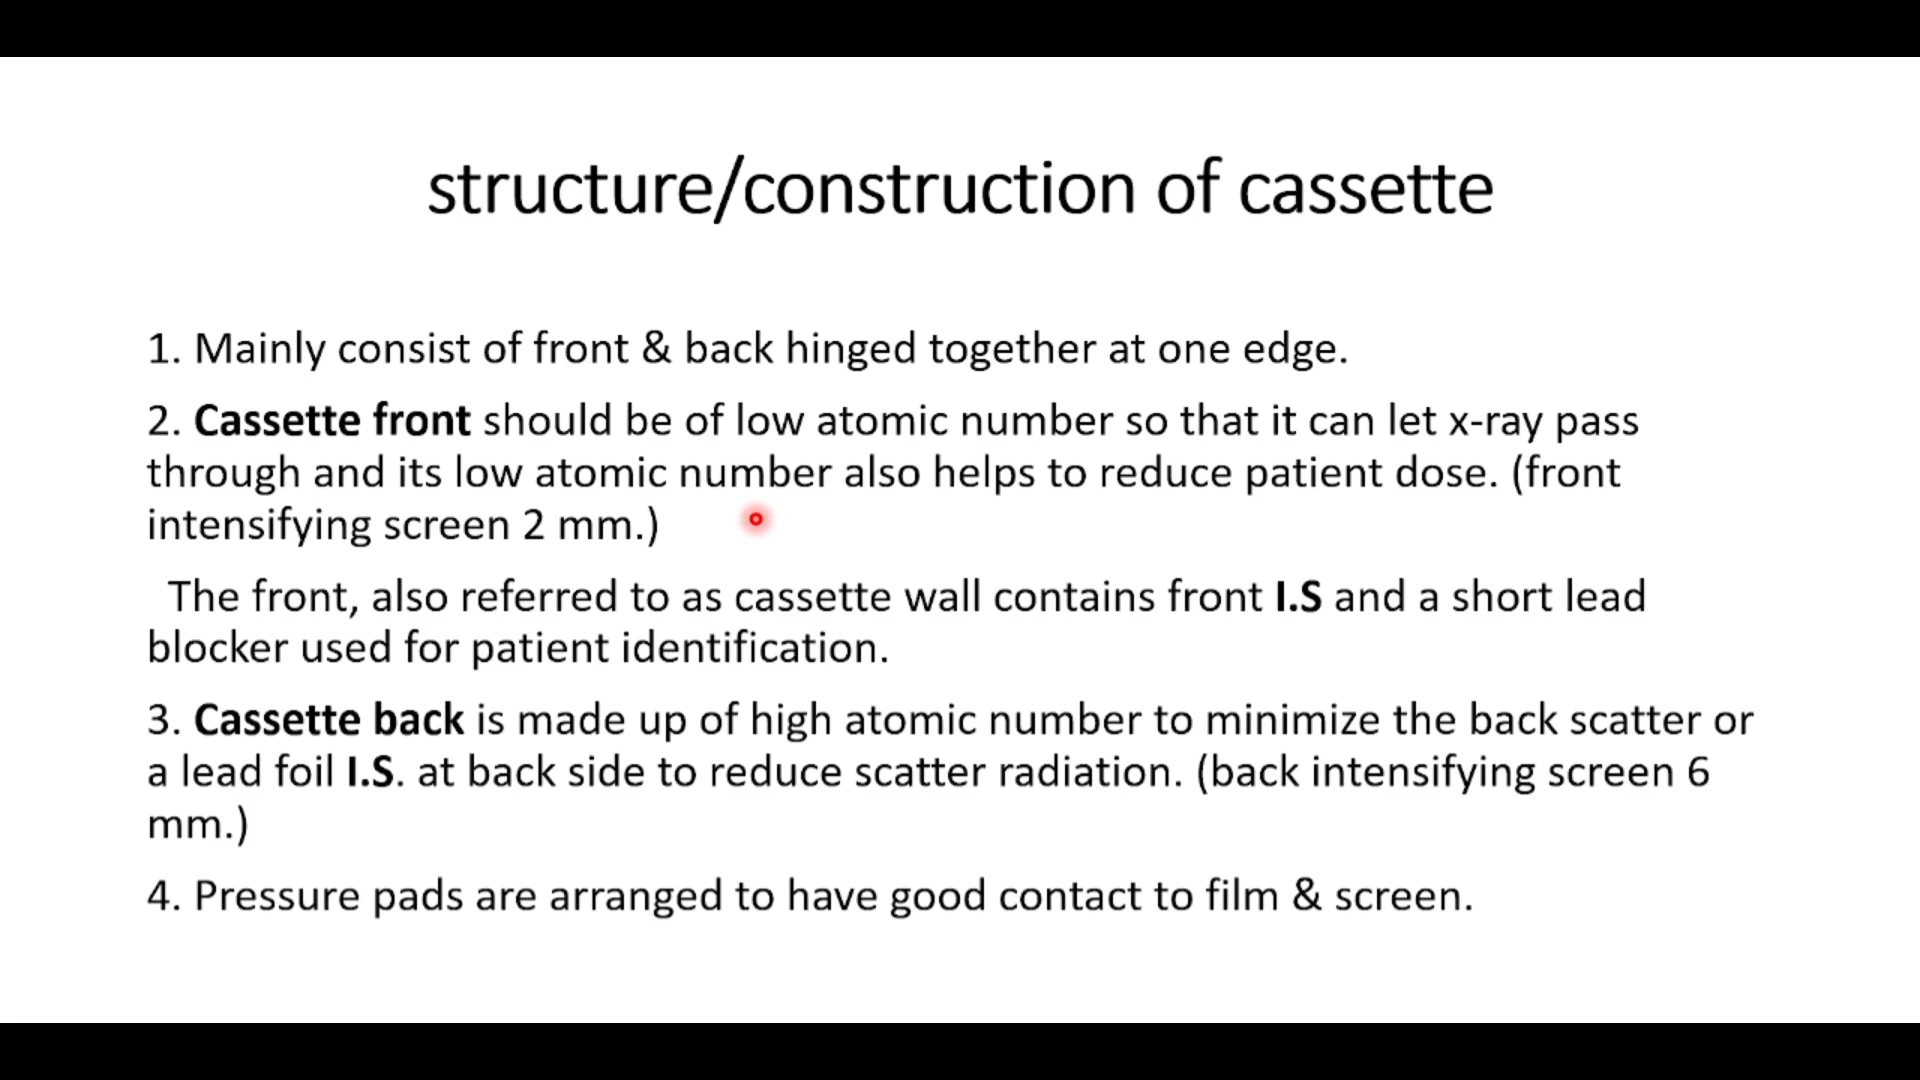 structure/construction of cassette
1. Mainly consist of front & back hinged together at one edge.
2. Cassette front should be of low atomic number so that it can let x-ray pass
through and its low atomic number also helps to reduce patient dose. (front
intensifying screen 2 mm.)
The front, also referred to as cassette wall contains front I.S and a short lead
blocker used for patient identification.
3. Cassette back is made up of high atomic number to minimize the back scatter or
a lead foil I.S. at back side to reduce scatter radiation. (back intensifying screen 6
mm.)
4. Pressure pads are arranged to have good contact to film & screen.